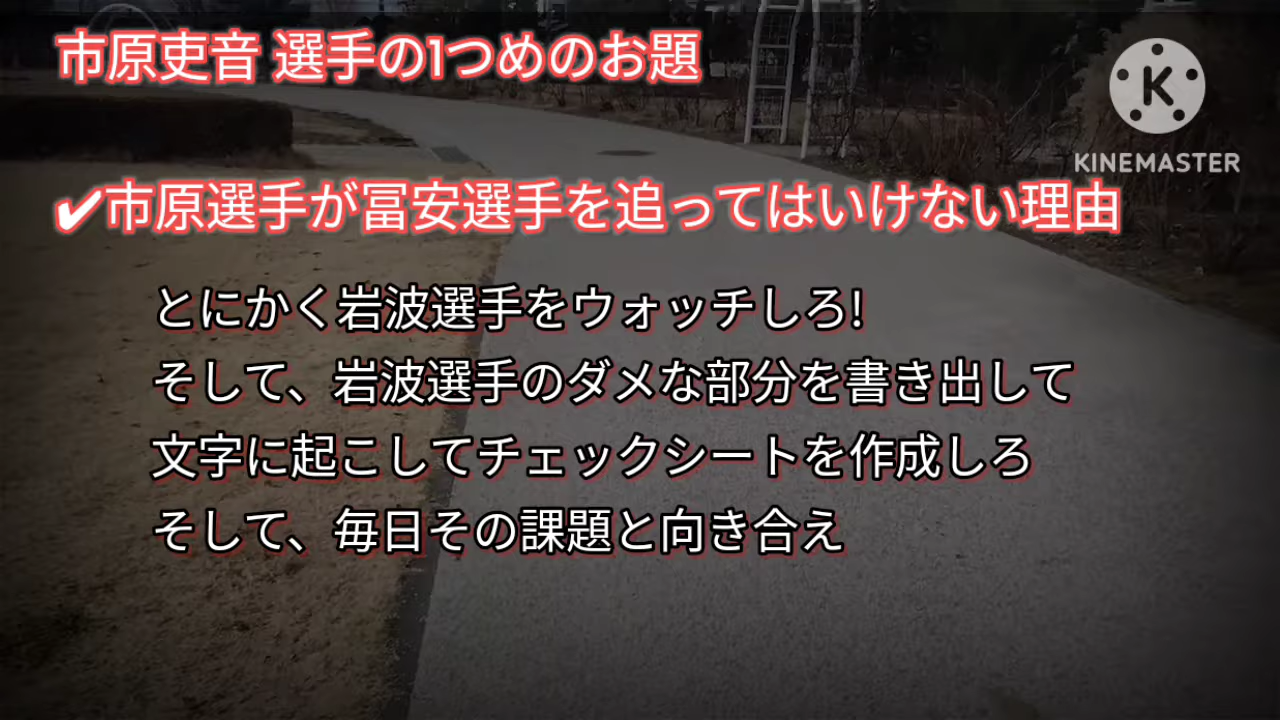 市原吏音 選手の1つめのお題
K
KINEMASTER
✔市原選手が冨安選手を追ってはいけない理由
とにかく岩波選手をウォッチしろ!
そして、岩波選手のダメな部分を書き出して
文字に起こしてチェックシートを作成しろ
そして、毎日その課題と向き合え